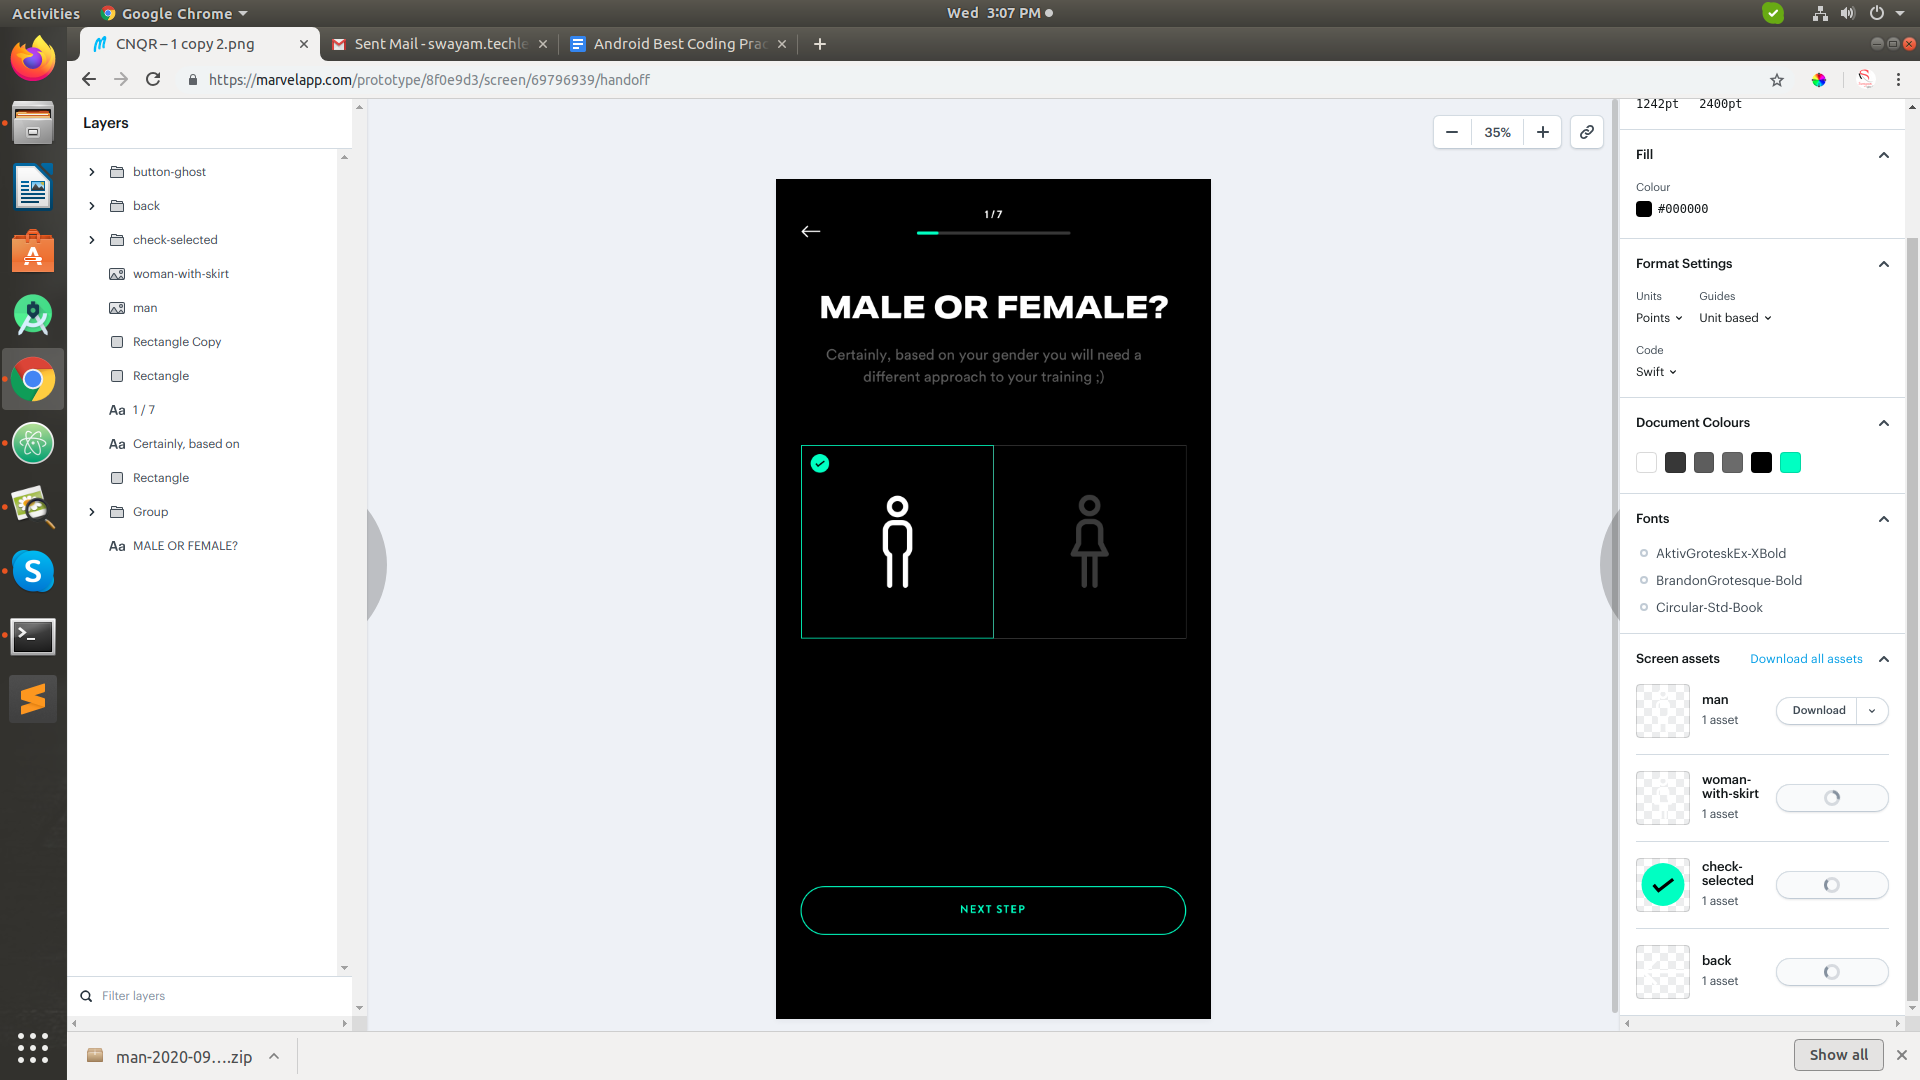 Activities
Google Chrome
Wed 3:07 PM
CNQR – 1 copy 2.png
Sent Mail - swayam.techle
Android Best Coding Prac
https://marvelapp.com/prototype/8f0e9d3/screen/69796939/handoff
Layers
button-ghost
back
check-selected
woman-with-skirt
man
Rectangle Copy
Rectangle
Aa 1 / 7
Aa Certainly, based on
Rectangle
Group
Aa MALE OR FEMALE?
Filter layers
35%
1 / 7
MALE OR FEMALE?
Certainly, based on your gender you will need a
different approach to your training ;)
NEXT STEP
1242pt 2400pt
Fill
Colour
#000000
Format Settings
Units Guides
Points Unit based
Code
Swift
Document Colours
Fonts
AktivGroteskEx-XBold
BrandonGrotesque-Bold
Circular-Std-Book
Screen assets Download all assets
man
1 asset
Download
woman-
with-skirt
1 asset
check-
selected
1 asset
back
1 asset
man-2020-09....zip
Show all